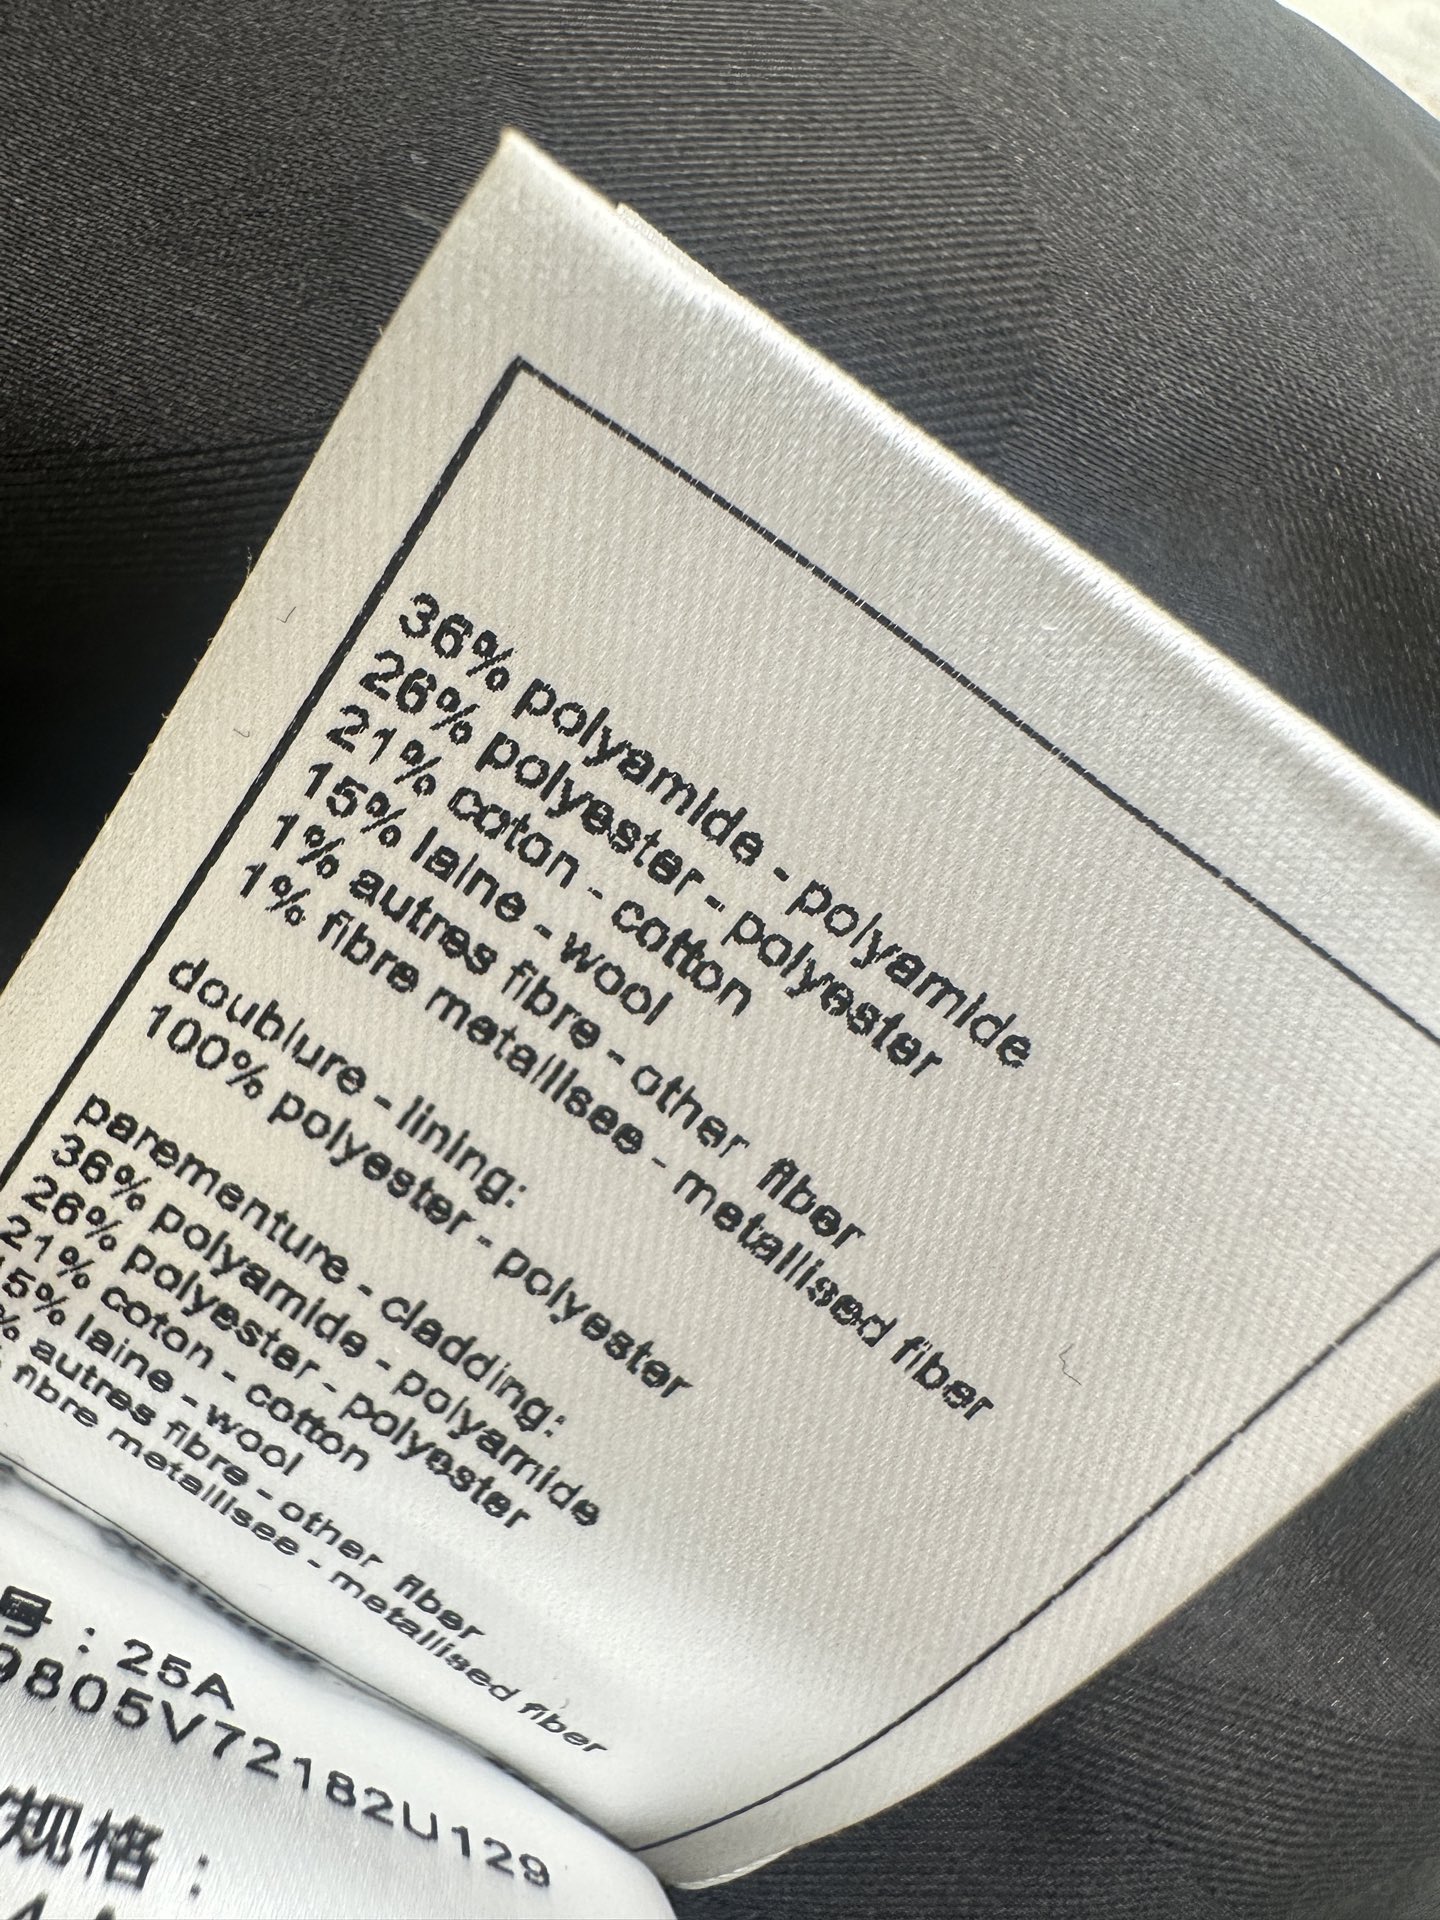 36% polyamide - polyamide
26% polyester - polyester
21% coton - cotton
15% laine - wool
1% autres fibre - other fiber
1% fibre metallisee - metallised fiber
doublure - lining:
100% polyester - polyester
parementure - cladding:
36% polyamide - polyamide
26% polyester - polyester
21% coton - cotton
15% laine - wool
% autres fibre - other fiber
fibre metallisee - metallised fiber
号：25A
9805V72182U129
规格：